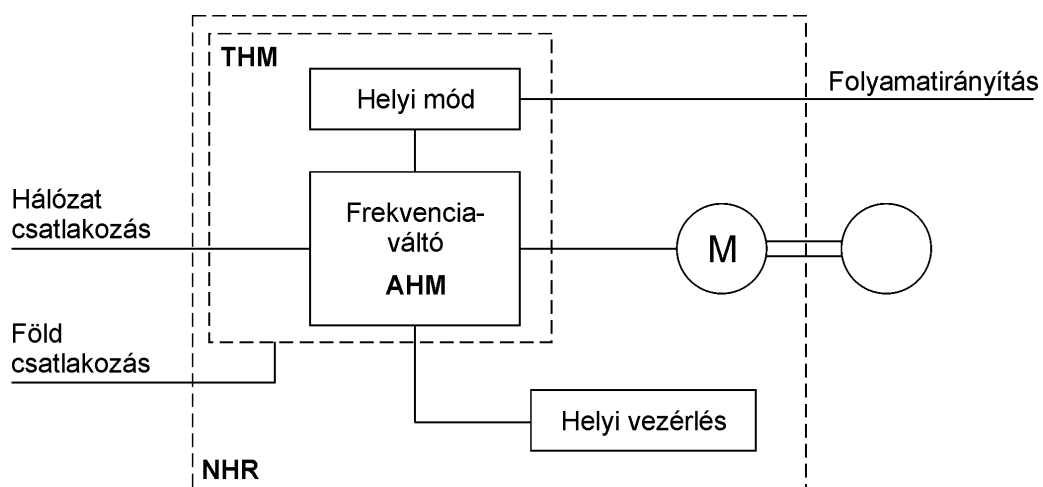 THM
Helyi mód
Folyamatirányítás
Hálózat
csatlakozás
Frekvencia-
váltó
AHM
M
Föld
csatlakozás
Helyi vezérlés
NHR